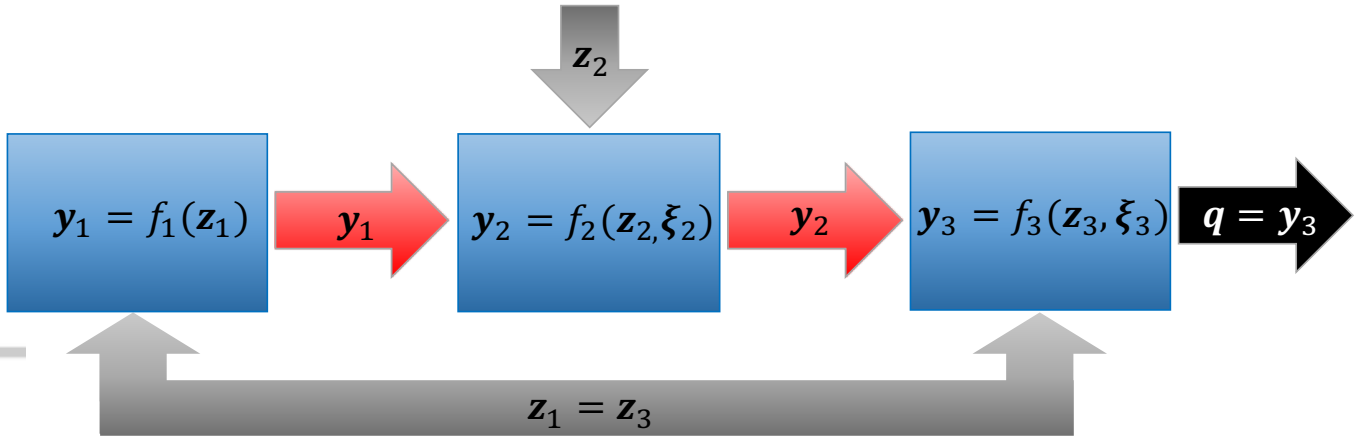 𝒛₂
𝒚₁ = 𝑓₁(𝒛₁)
𝒚₁
𝒚₂ = 𝑓₂(𝒛₂,𝝃₂)
𝒚₂
𝒚₃ = 𝑓₃(𝒛₃, 𝝃₃)
𝒒 = 𝒚₃
𝒛₁ = 𝒛₃